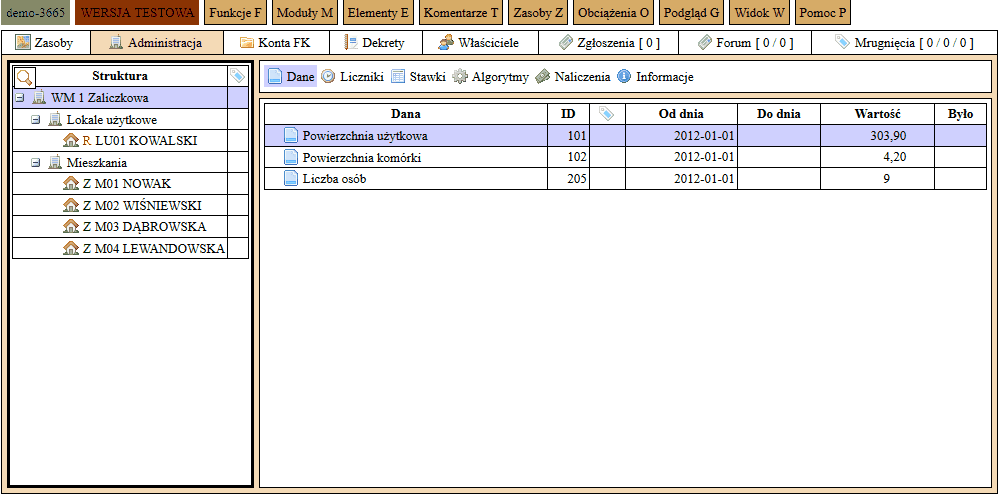 demo-3665 WERSJA TESTOWA Funkcje F Moduły M Elementy E Komentarze T Zasoby Z Obciążenia O Podgląd G Widok W Pomoc P
Zasoby Administracja Konta FK Dekrety Właściciele Zgłoszenia [ 0 ] Forum [ 0 / 0 ] Mrugnięcia [ 0 / 0 / 0 ]
Struktura
WM 1 Zaliczkowa
Lokale użytkowe
R LU01 KOWALSKI
Mieszkania
Z M01 NOWAK
Z M02 WIŚNIEWSKI
Z M03 DĄBROWSKA
Z M04 LEWANDOWSKA
Dane Liczniki Stawki Algorytmy Naliczenia Informacje
Dana ID Od dnia Do dnia Wartość Było
Powierzchnia użytkowa 101 2012-01-01 303,90
Powierzchnia komórki 102 2012-01-01 4,20
Liczba osób 205 2012-01-01 9